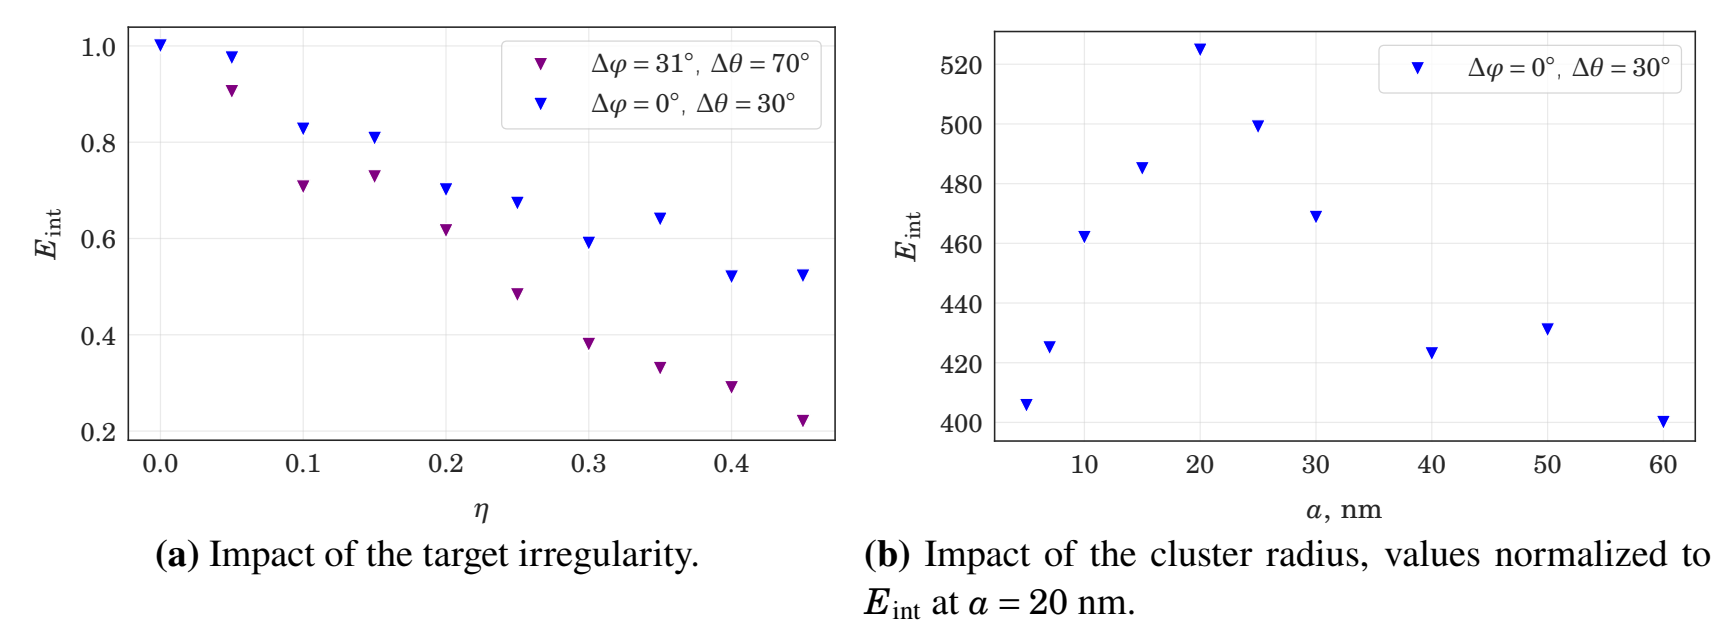 1.0
0.8
0.6
0.4
0.2
E_int
0.0 0.1 0.2 0.3 0.4
η
Δφ = 31°, Δθ = 70°
Δφ = 0°, Δθ = 30°
(a) Impact of the target irregularity.
520
500
480
460
440
420
400
E_int
10 20 30 40 50 60
a, nm
Δφ = 0°, Δθ = 30°
(b) Impact of the cluster radius, values normalized to
E_int at a = 20 nm.